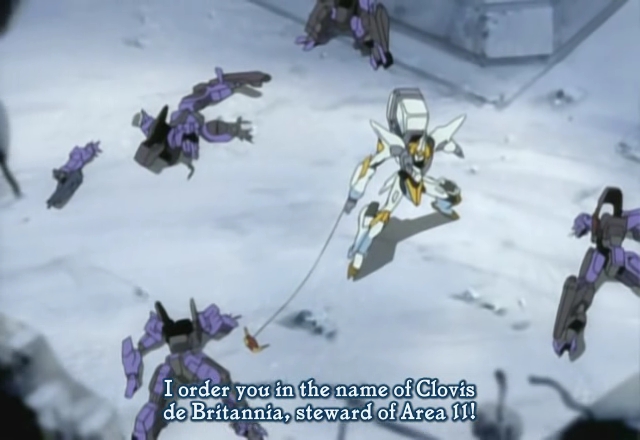 I order you in the name of Clovis
de Britannia, steward of Area 11!